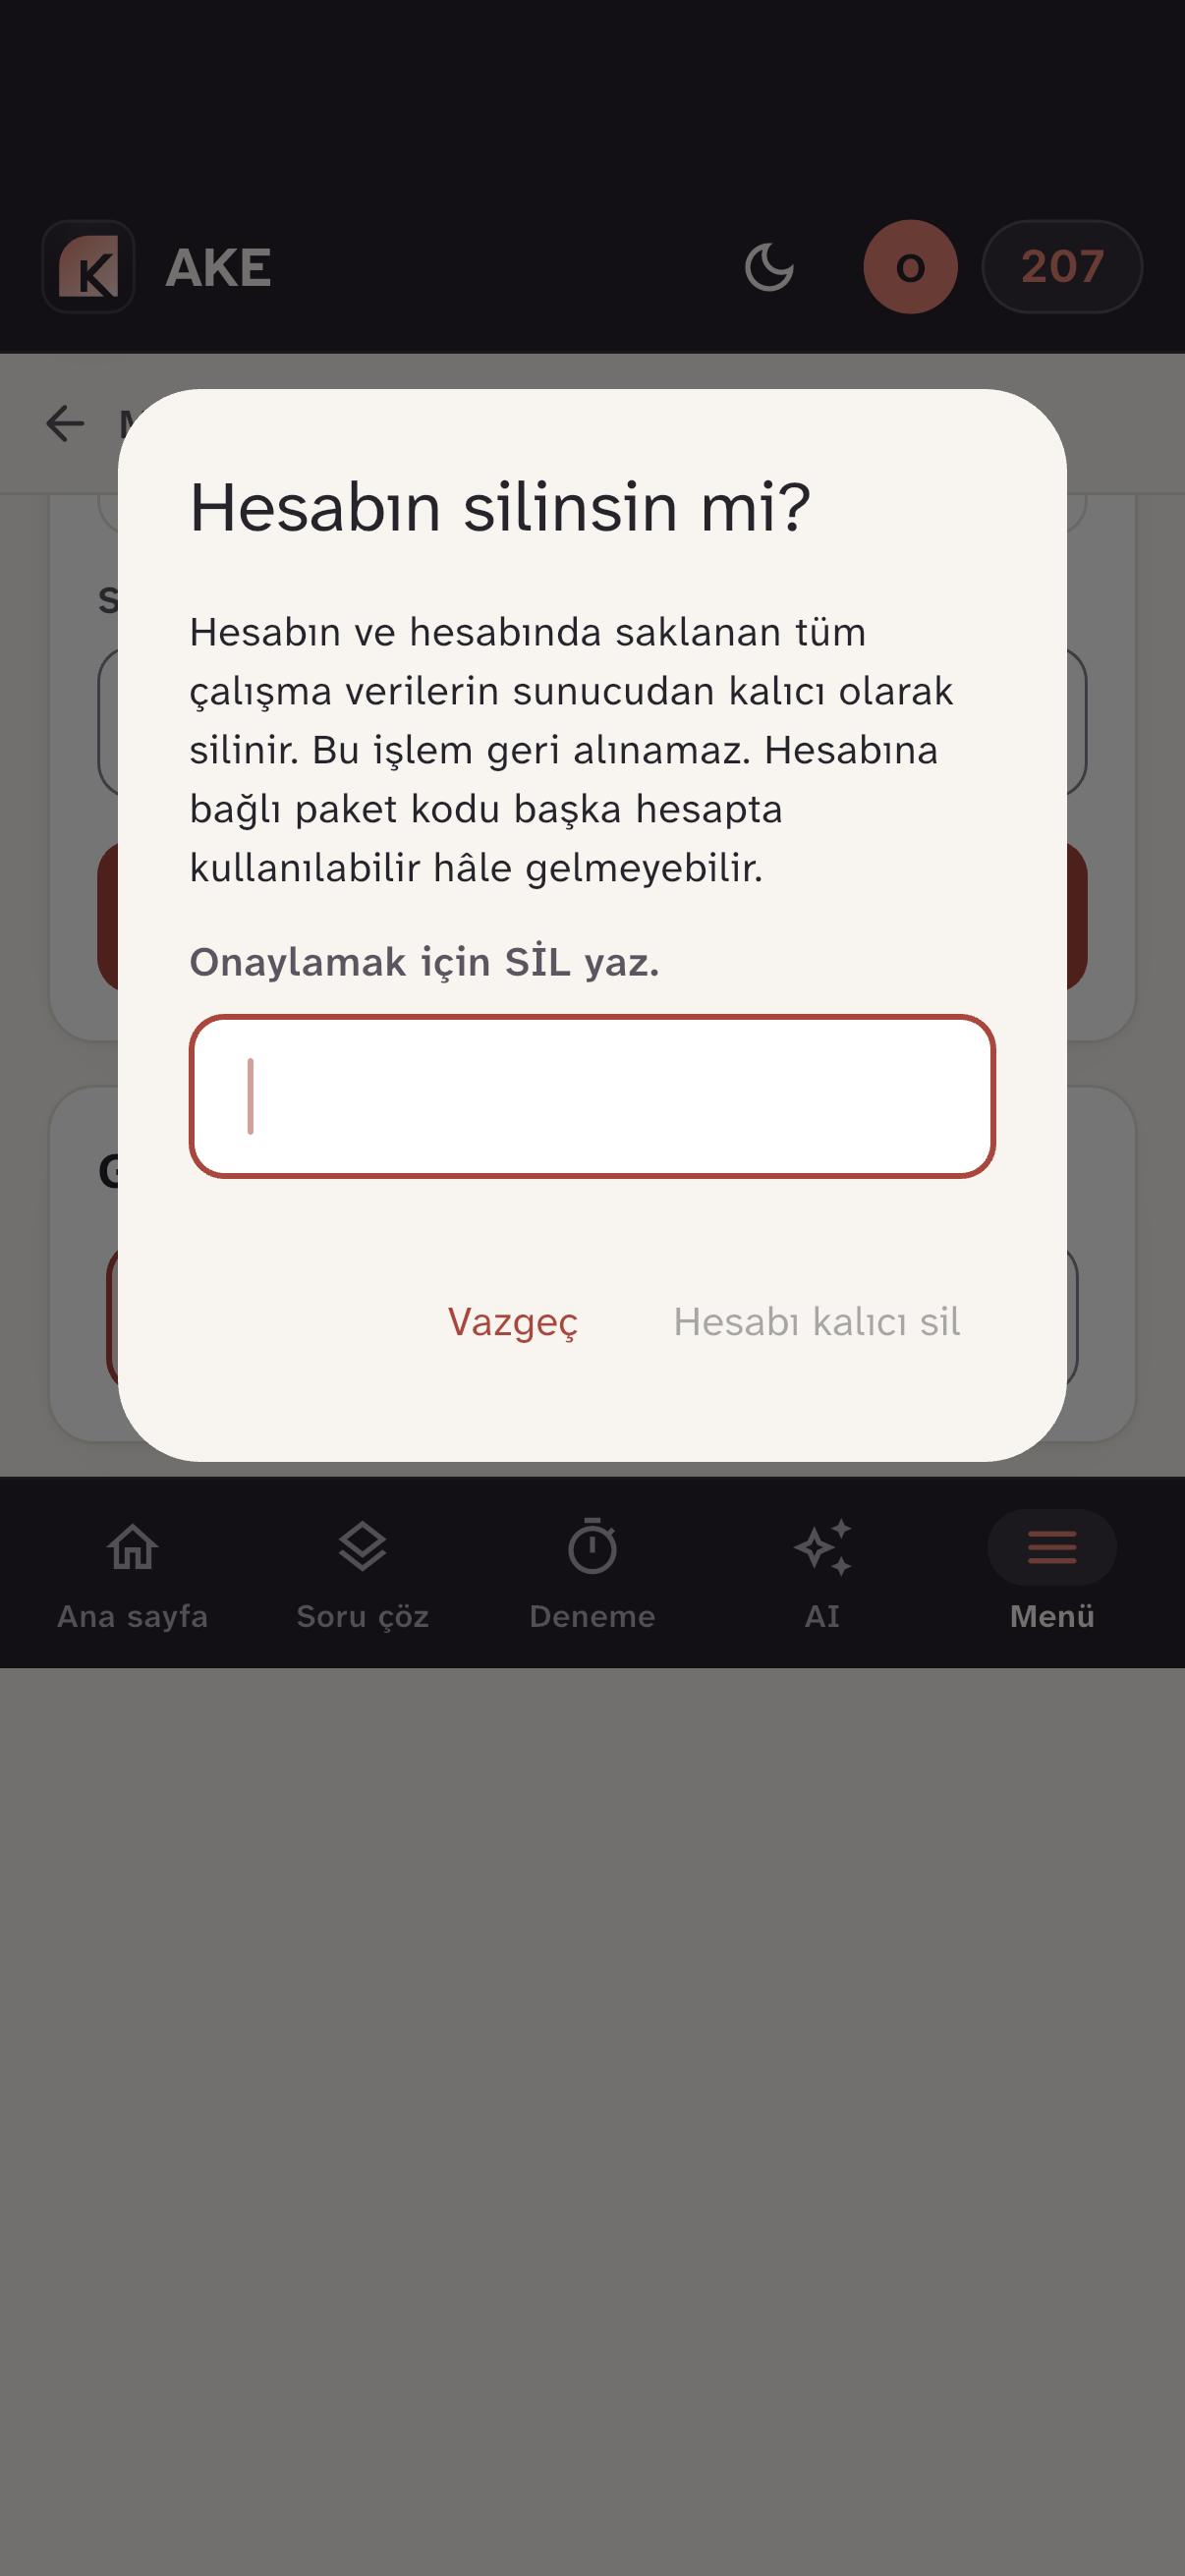 K AKE O 207
Hesabın silinsin mi?
Hesabın ve hesabında saklanan tüm
çalışma verilerin sunucudan kalıcı olarak
silinir. Bu işlem geri alınamaz. Hesabına
bağlı paket kodu başka hesapta
kullanılabilir hâle gelmeyebilir.
Onaylamak için SİL yaz.
Vazgeç Hesabı kalıcı sil
Ana sayfa Soru çöz Deneme AI Menü